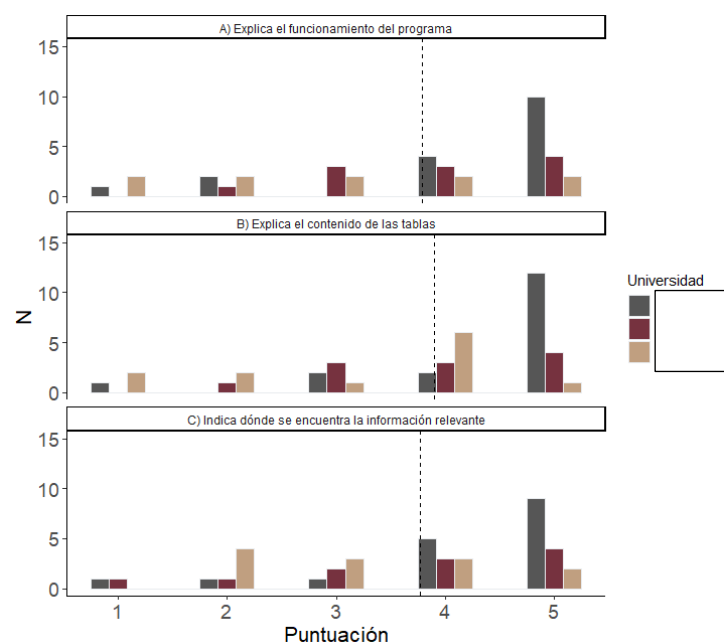 A) Explica el funcionamiento del programa
15
10
5
0
B) Explica el contenido de las tablas
15
10
5
0
C) Indica dónde se encuentra la información relevante
15
10
5
0
N
1 2 3 4 5
Puntuación
Universidad